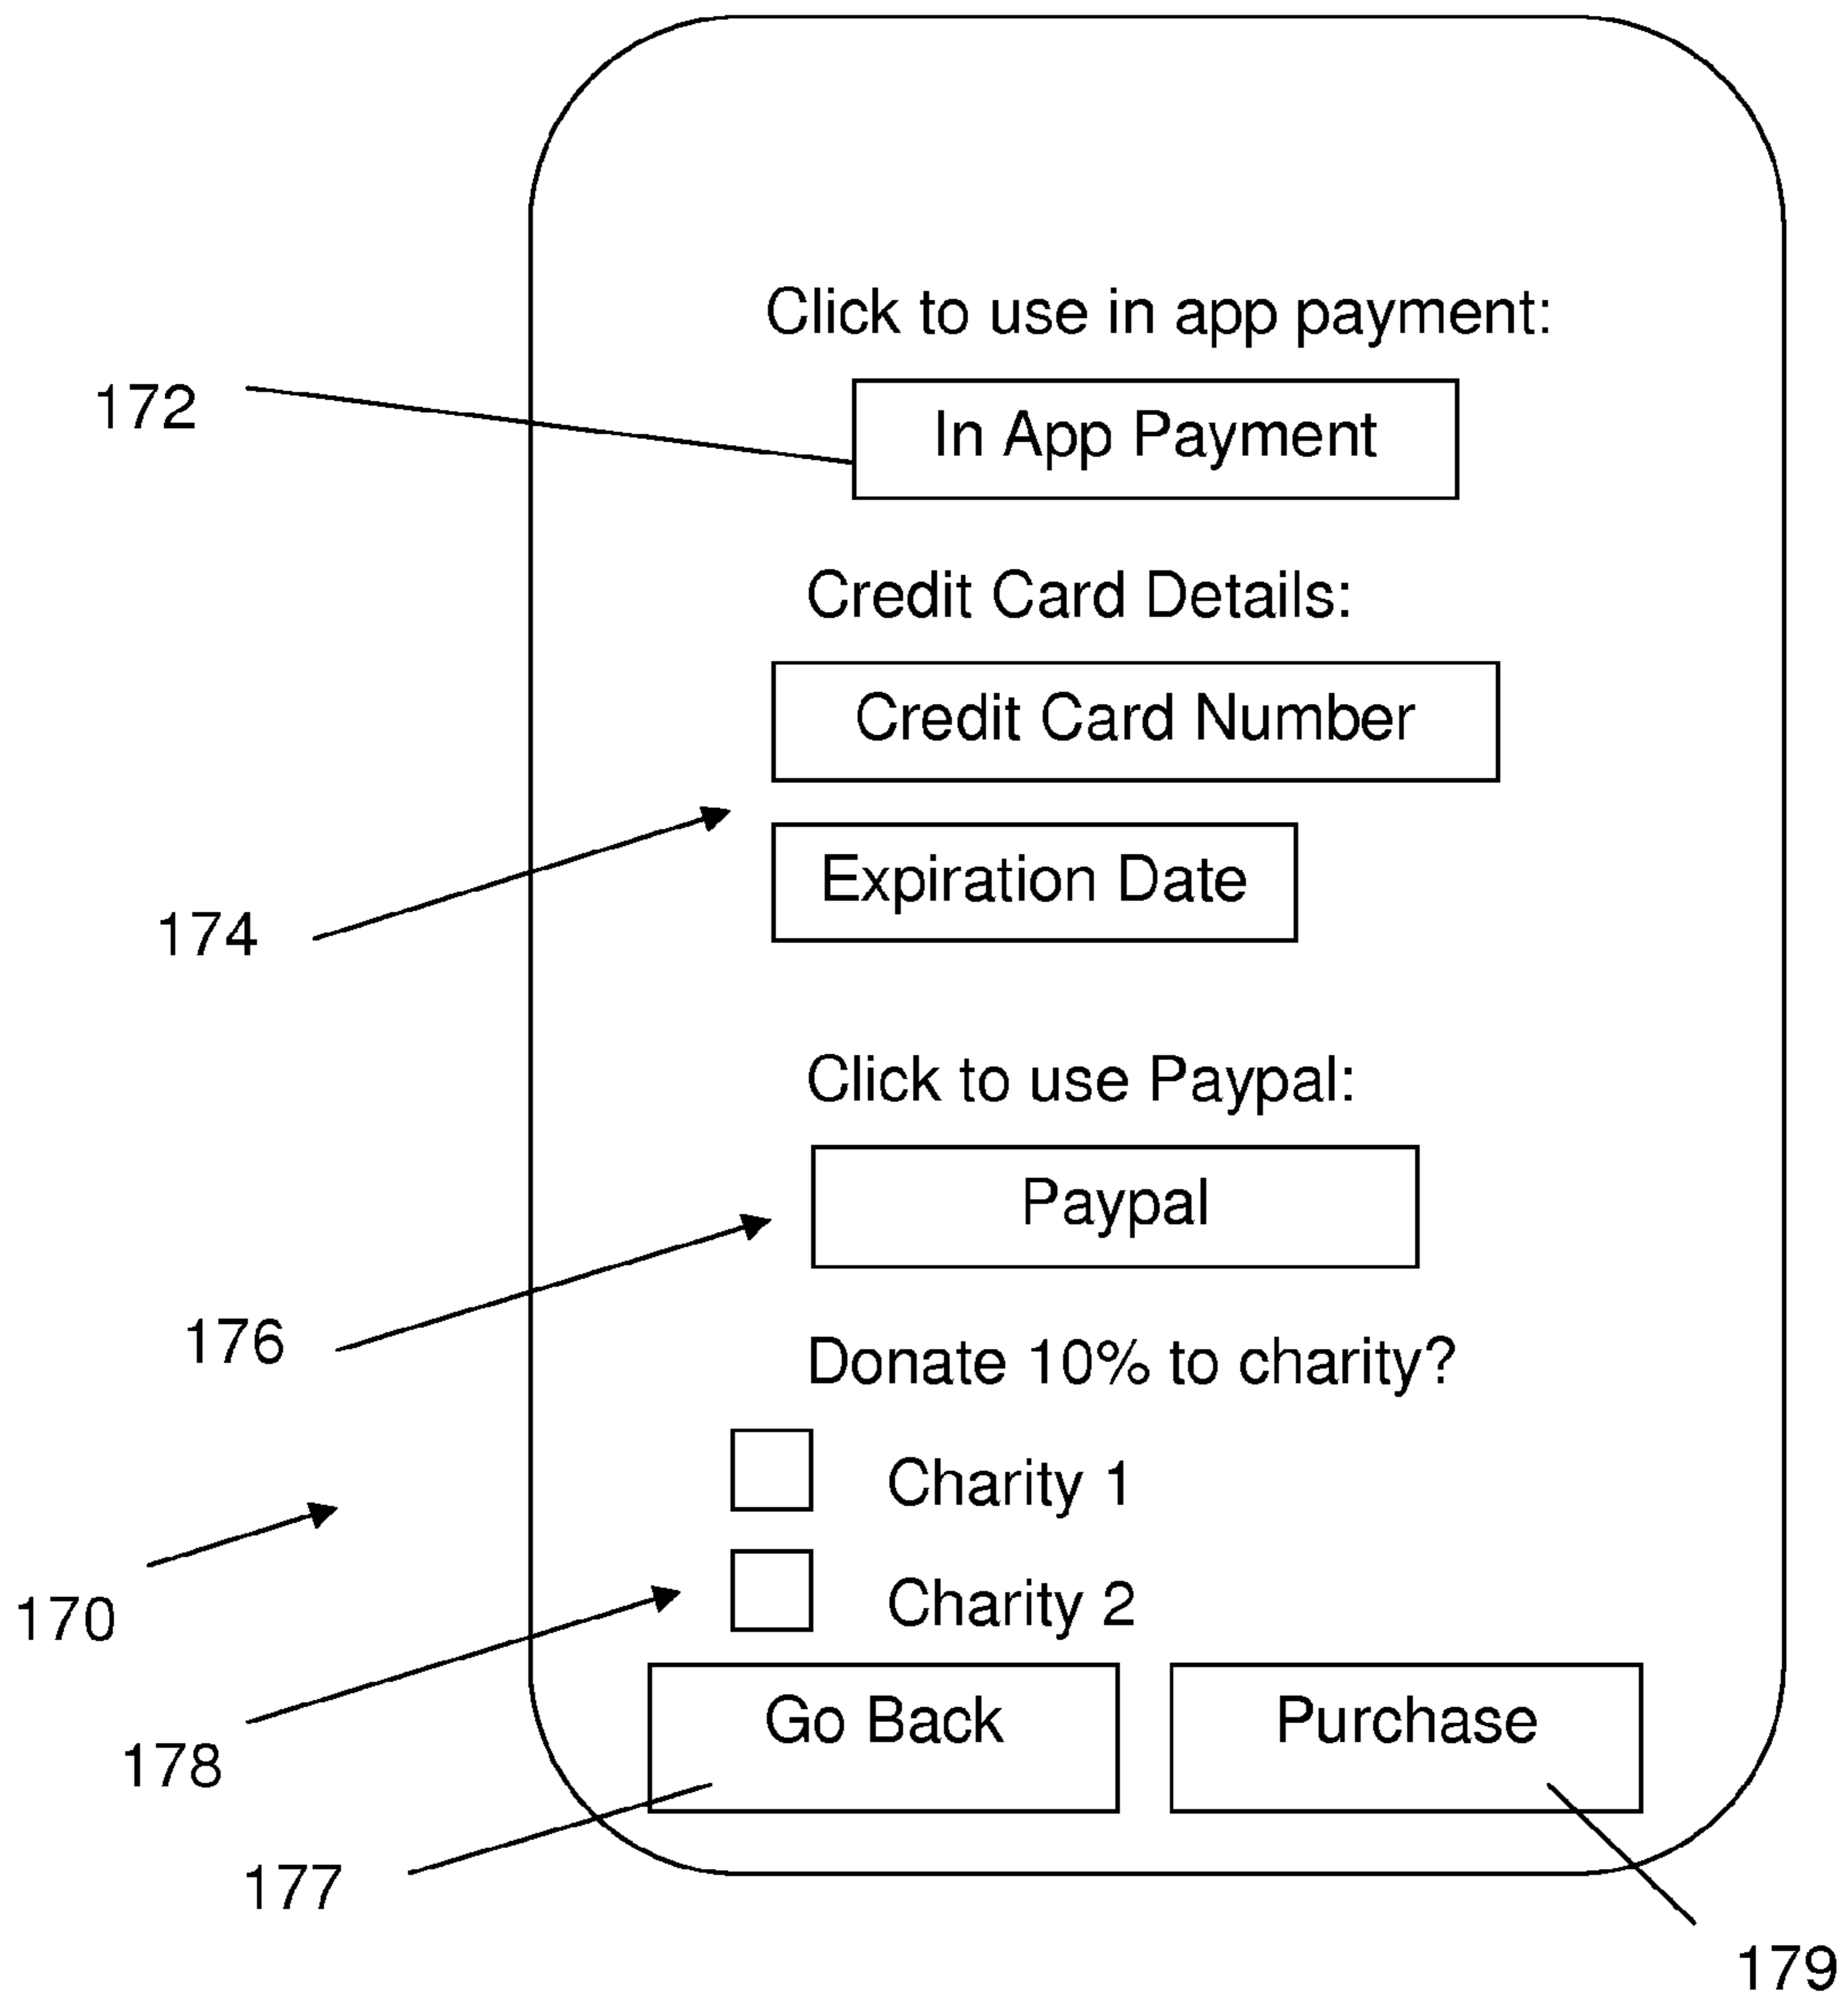 Click to use in app payment:
172
In App Payment
Credit Card Details:
Credit Card Number
174
Expiration Date
Click to use Paypal:
Paypal
176
Donate 10% to charity?
Charity 1
170
Charity 2
Go Back
Purchase
178
177
179